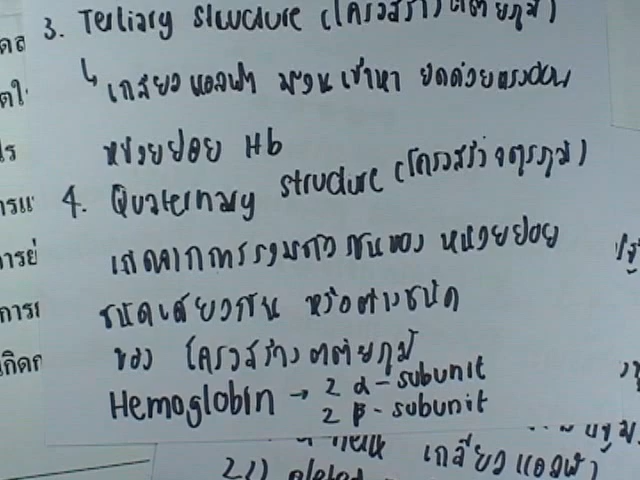 3. Tertiary structure (โครงสร้างตติยภูมิ)
↳ เกลียวแอลฟา ม้วนเข้าหา ยึดด้วยแรงอ่อน
หน่วยย่อย Hb
4. Quaternary structure (โครงสร้างจตุรภูมิ)
เกิดจากการรวมตัวกันของ หน่วยย่อย
ชนิดเดียวกัน หรือต่างชนิด
ของ โครงสร้างตติยภูมิ
Hemoglobin → 2 α-subunit
2 β-subunit
เกลียวแอลฟา